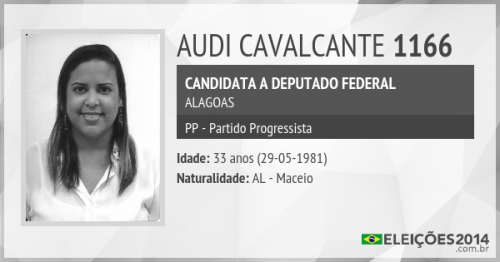 AUDI CAVALCANTE 1166
CANDIDATA A DEPUTADO FEDERAL
ALAGOAS
PP - Partido Progressista
Idade: 33 anos (29-05-1981)
Naturalidade: AL - Maceio
ELEIÇÕES2014
.com.br